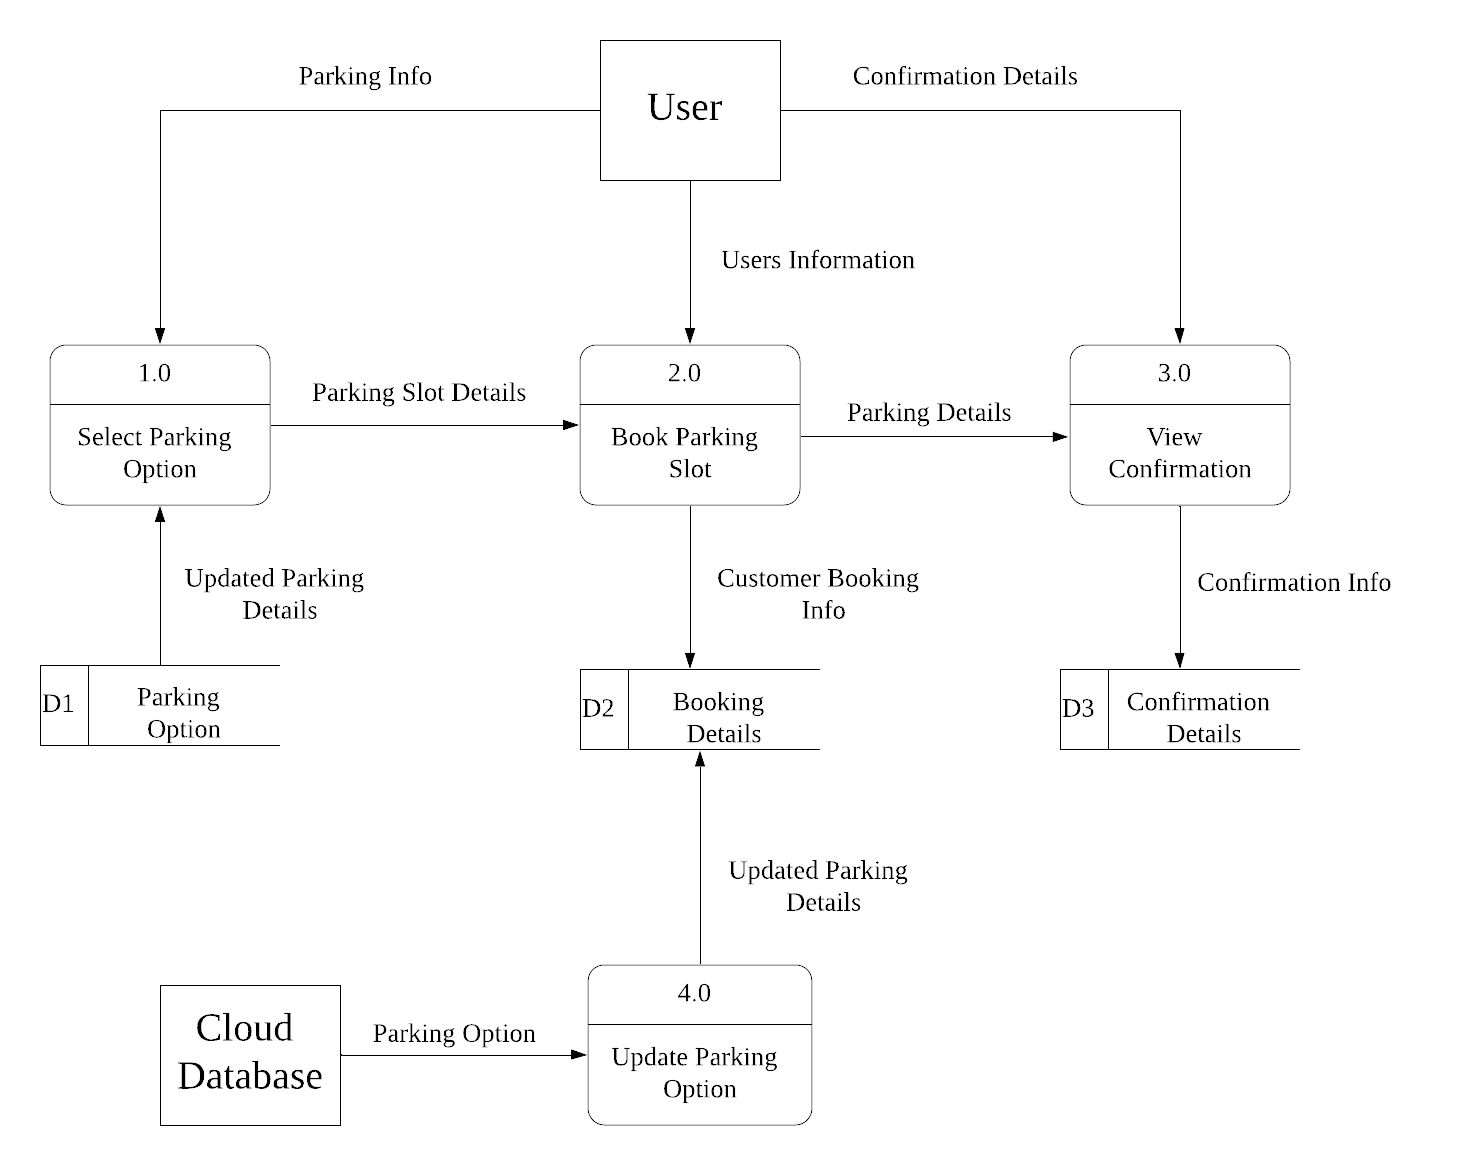 Parking Info
User
Confirmation Details
Users Information
1.0
Select Parking
Option
Parking Slot Details
2.0
Book Parking
Slot
Parking Details
3.0
View
Confirmation
Updated Parking
Details
Customer Booking
Info
Confirmation Info
D1
Parking
Option
D2
Booking
Details
D3
Confirmation
Details
Updated Parking
Details
Cloud
Database
Parking Option
4.0
Update Parking
Option